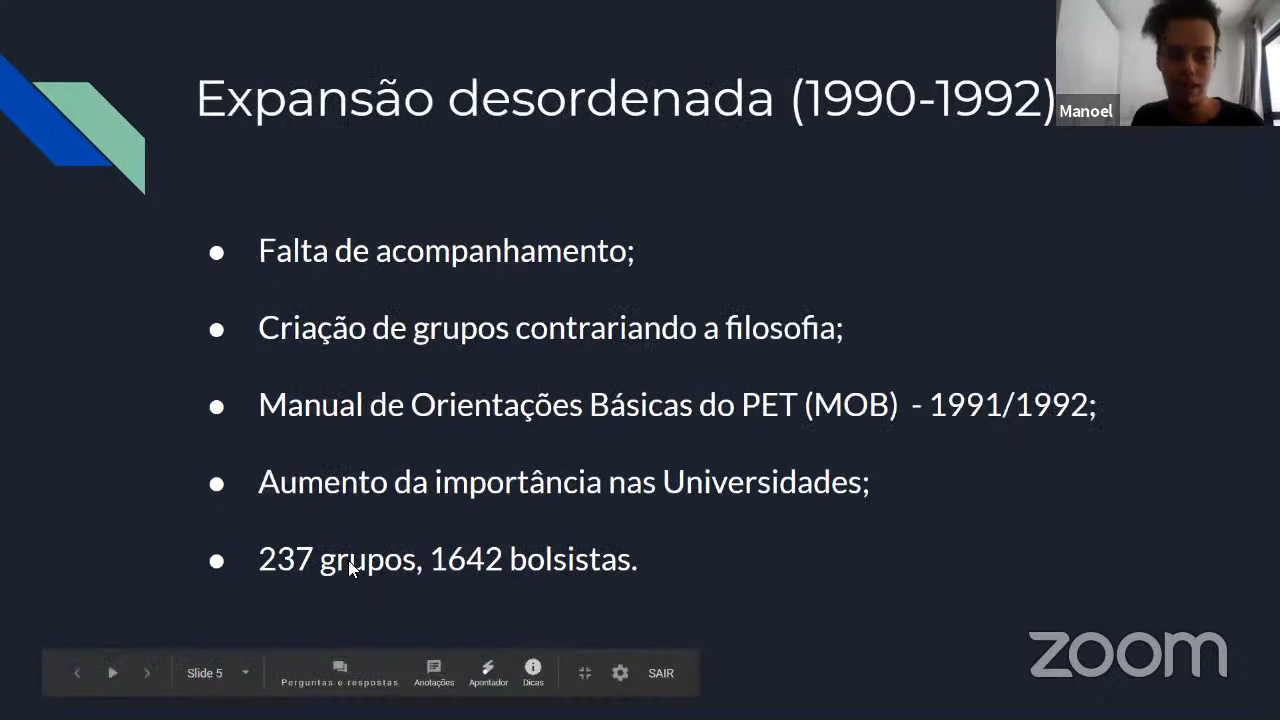 Expansão desordenada (1990-1992)
Manoel
● Falta de acompanhamento;
● Criação de grupos contrariando a filosofia;
● Manual de Orientações Básicas do PET (MOB) - 1991/1992;
● Aumento da importância nas Universidades;
● 237 grupos, 1642 bolsistas.
zoom
Slide 5
Perguntas e respostas
Anotações
Apontador
Dicas
SAIR